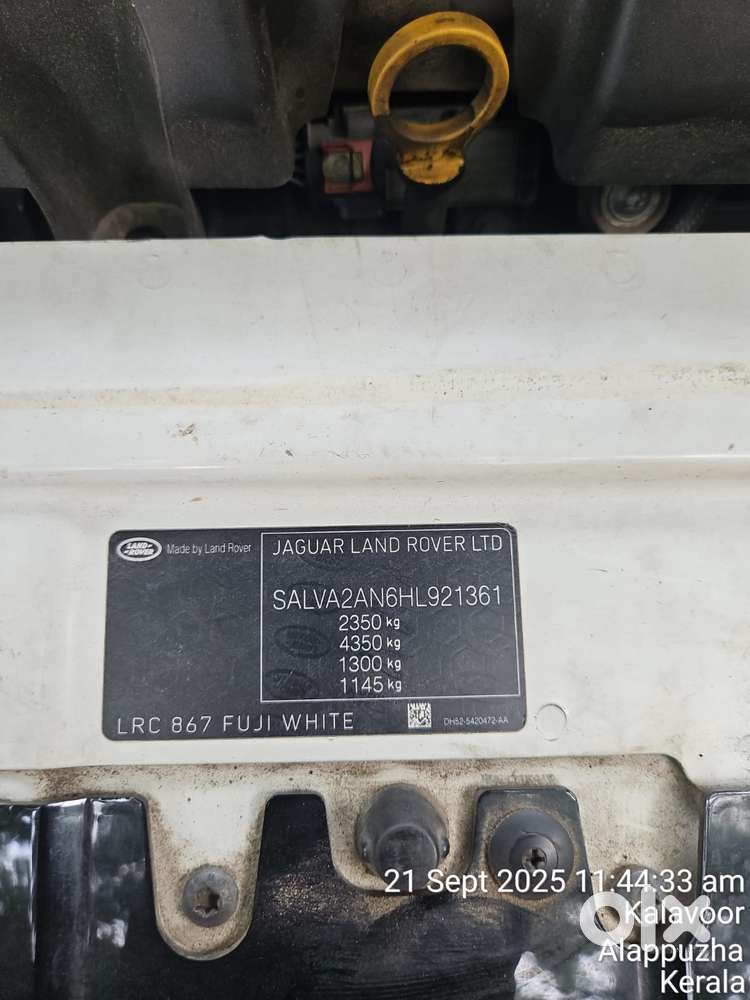 LAND ROVER
Made by Land Rover
JAGUAR LAND ROVER LTD
SALVA2AN6HL921361
2350 kg
4350 kg
1300 kg
1145 kg
LRC 867 FUJI WHITE
DH52-5420472-AA
21 Sept 2025 11:44:33 am
Kalavoor
Alappuzha
Kerala
olx